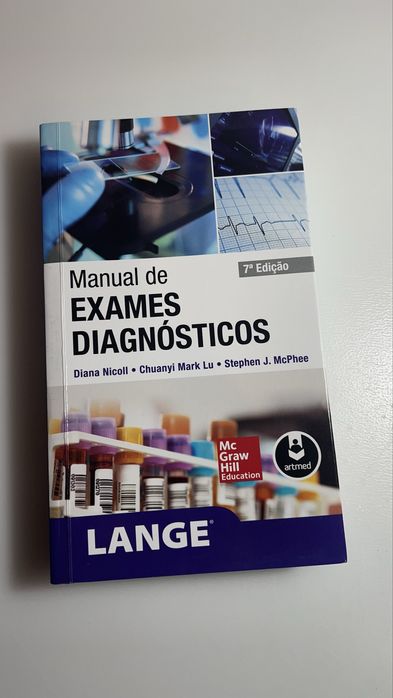 Manual de
7ª Edição
EXAMES
DIAGNÓSTICOS
Diana Nicoll • Chuanyi Mark Lu • Stephen J. McPhee
Mc
Graw
Hill
Education
artmed
LANGE®